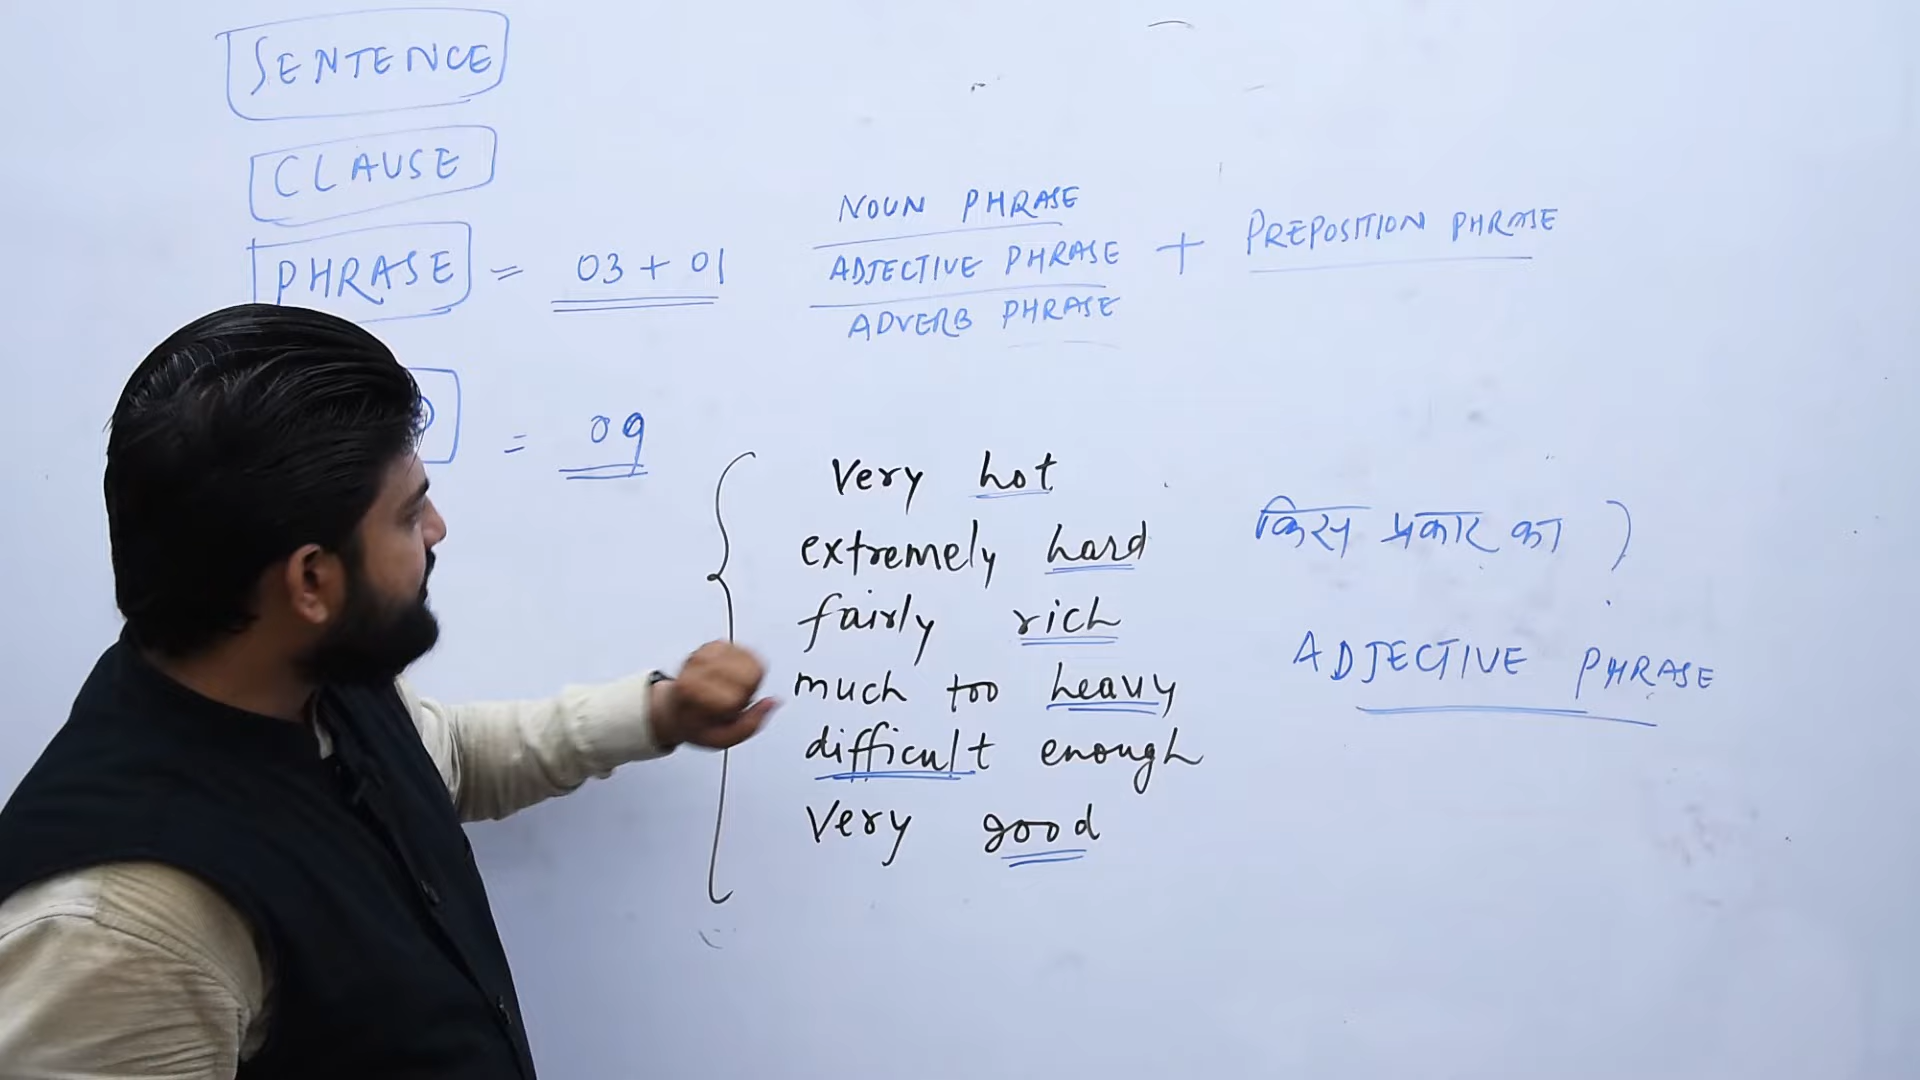 SENTENCE
CLAUSE
PHRASE = 03 + 01
NOUN PHRASE
ADJECTIVE PHRASE + PREPOSITION PHRASE
ADVERB PHRASE
= 09
Very hot
extremely hard
fairly rich
much too heavy
difficult enough
Very good
किस प्रकार का ?
ADJECTIVE PHRASE